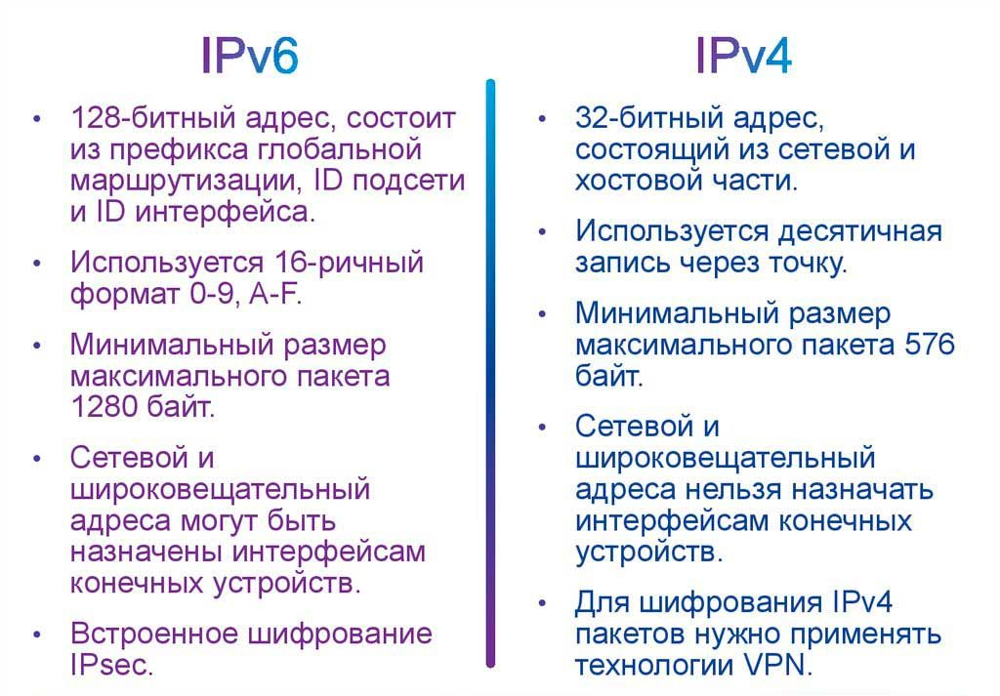 IPv6
• 128-битный адрес, состоит
из префикса глобальной
маршрутизации, ID подсети
и ID интерфейса.
• Используется 16-ричный
формат 0-9, A-F.
• Минимальный размер
максимального пакета
1280 байт.
• Сетевой и
широковещательный
адреса могут быть
назначены интерфейсам
конечных устройств.
• Встроенное шифрование
IPsec.
IPv4
• 32-битный адрес,
состоящий из сетевой и
хостовой части.
• Используется десятичная
запись через точку.
• Минимальный размер
максимального пакета 576
байт.
• Сетевой и
широковещательный
адреса нельзя назначать
интерфейсам конечных
устройств.
• Для шифрования IPv4
пакетов нужно применять
технологии VPN.